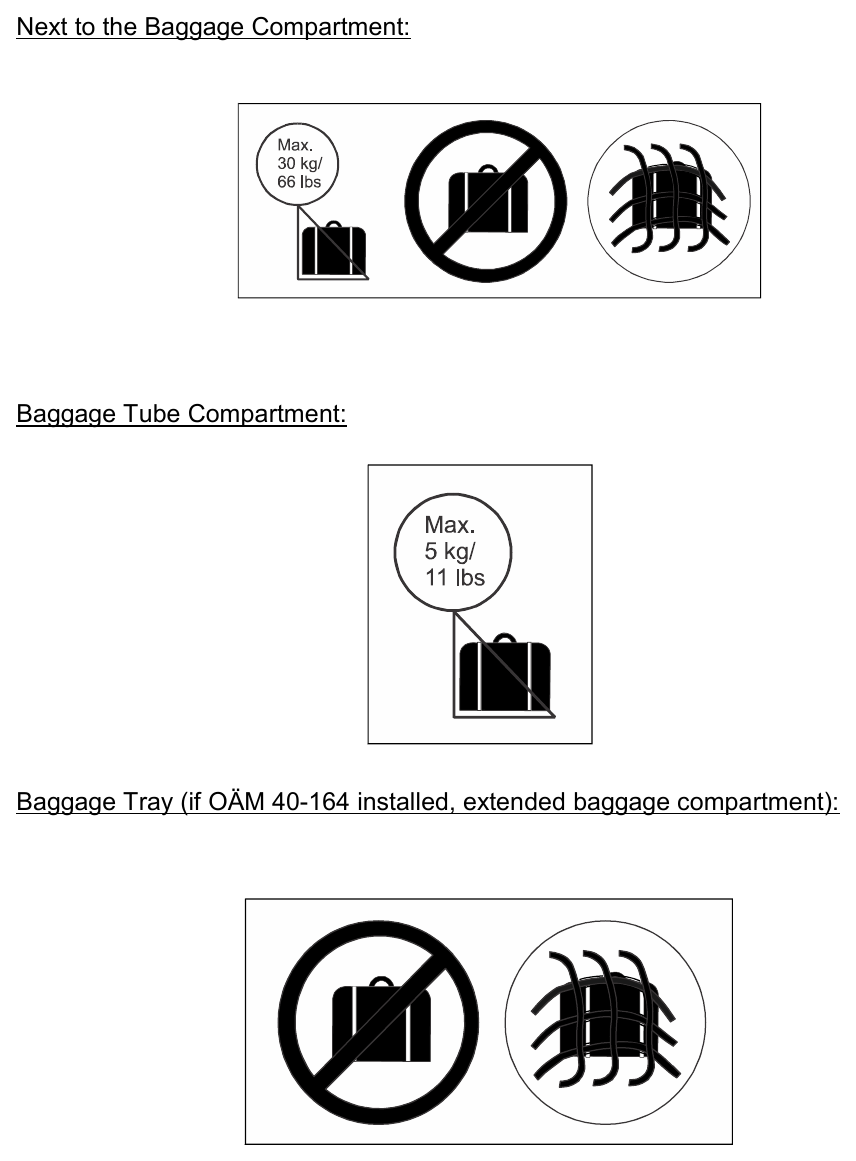 Next to the Baggage Compartment:
Max.
30 kg/
66 lbs
Baggage Tube Compartment:
Max.
5 kg/
11 lbs
Baggage Tray (if OÄM 40-164 installed, extended baggage compartment):